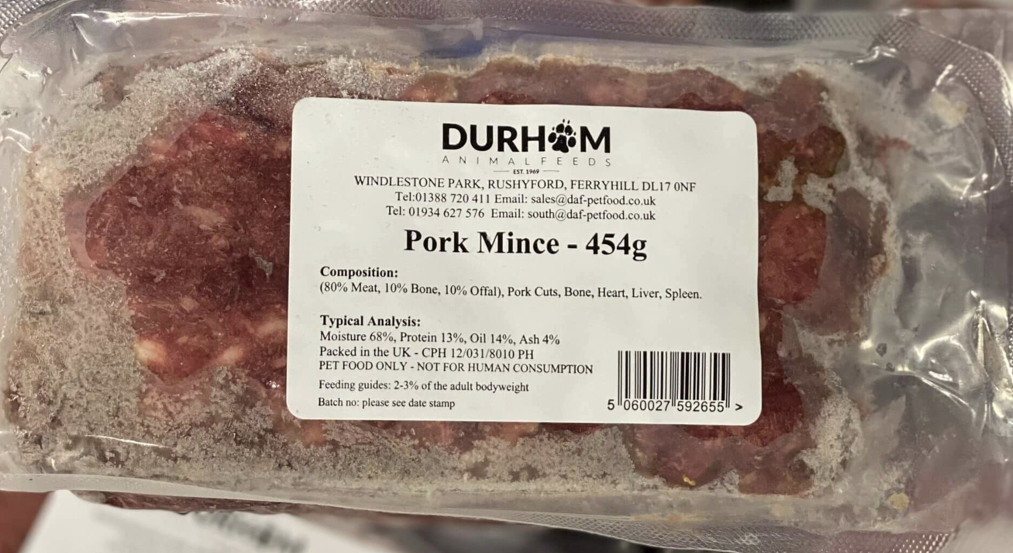 DURHAM
ANIMALFEEDS
EST. 1969
WINDLESTONE PARK, RUSHYFORD, FERRYHILL DL17 0NF
Tel:01388 720 411 Email: sales@daf-petfood.co.uk
Tel: 01934 627 576 Email: south@daf-petfood.co.uk
Pork Mince - 454g
Composition:
(80% Meat, 10% Bone, 10% Offal), Pork Cuts, Bone, Heart, Liver, Spleen.
Typical Analysis:
Moisture 68%, Protein 13%, Oil 14%, Ash 4%
Packed in the UK - CPH 12/031/8010 PH
PET FOOD ONLY - NOT FOR HUMAN CONSUMPTION
Feeding guides: 2-3% of the adult bodyweight
Batch no: please see date stamp
5 060027 592655 >